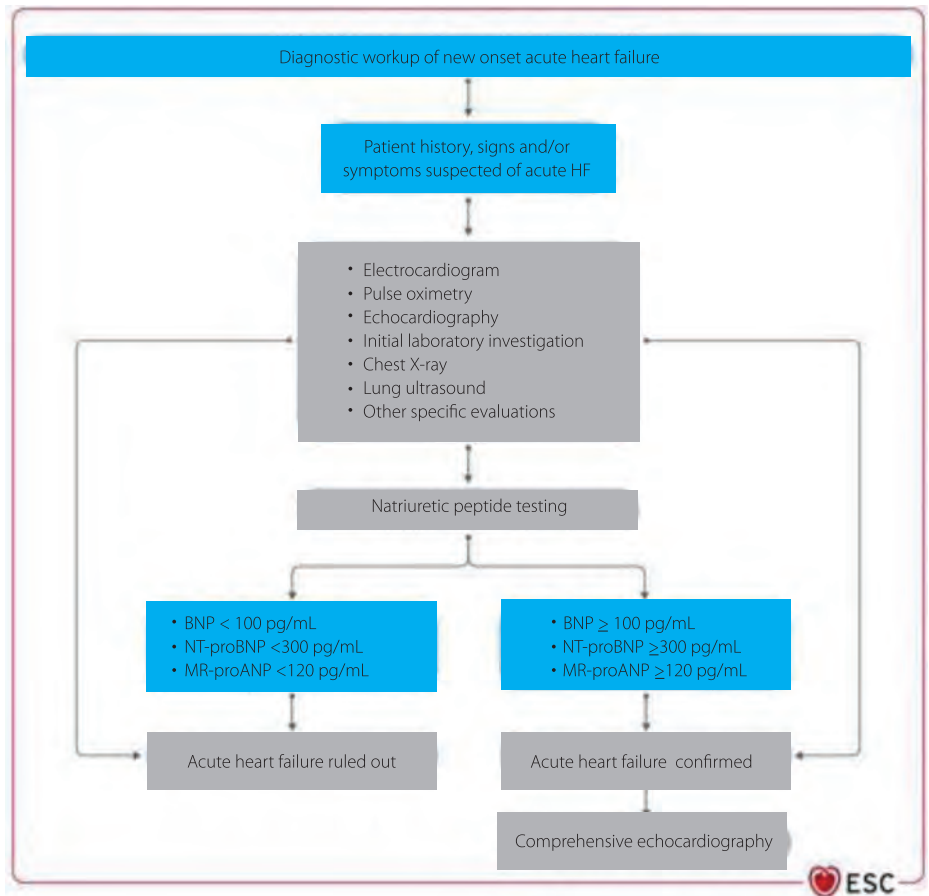 Diagnostic workup of new onset acute heart failure
Patient history, signs and/or
symptoms suspected of acute HF
• Electrocardiogram
• Pulse oximetry
• Echocardiography
• Initial laboratory investigation
• Chest X-ray
• Lung ultrasound
• Other specific evaluations
Natriuretic peptide testing
• BNP < 100 pg/mL
• NT-proBNP <300 pg/mL
• MR-proANP <120 pg/mL
• BNP ≥ 100 pg/mL
• NT-proBNP ≥300 pg/mL
• MR-proANP ≥120 pg/mL
Acute heart failure ruled out
Acute heart failure confirmed
Comprehensive echocardiography
ESC